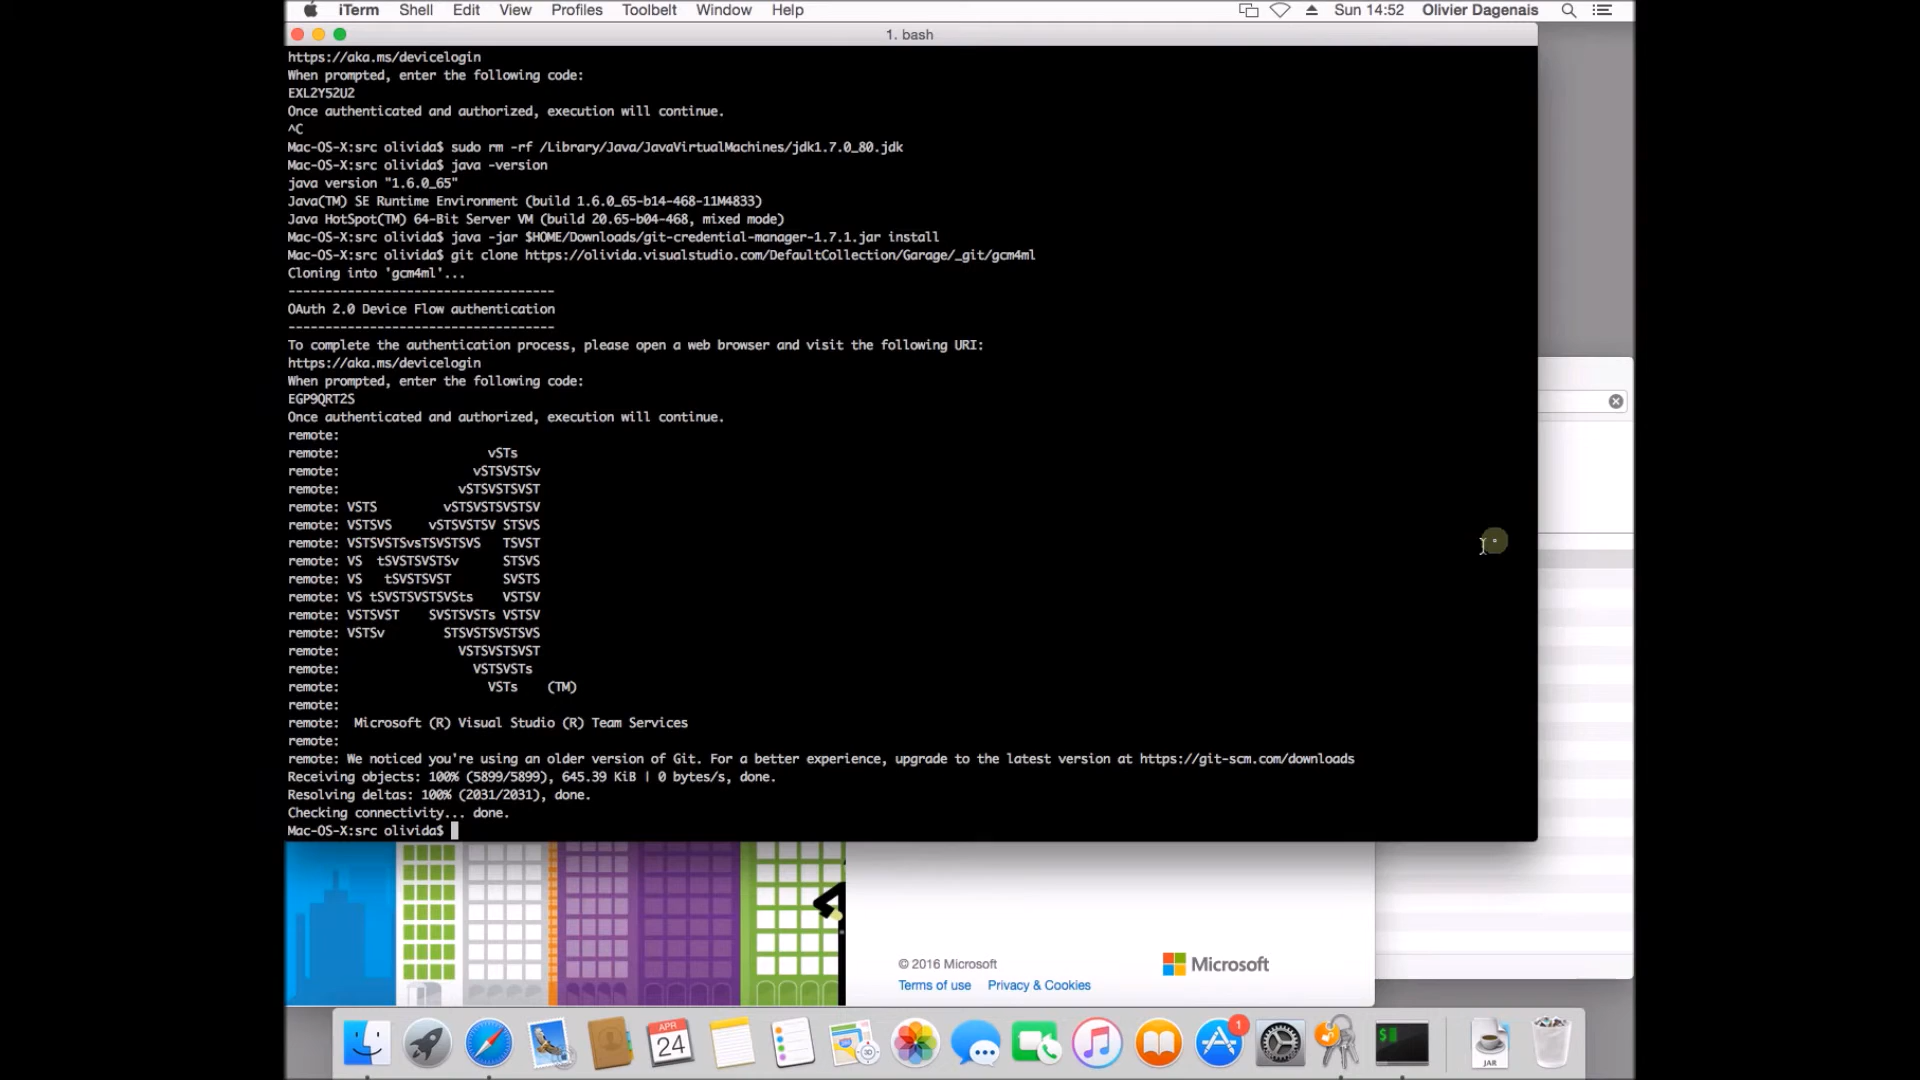 iTerm Shell Edit View Profiles Toolbelt Window Help Sun 14:52 Olivier Dagenais
1. bash
https://aka.ms/devicelogin
When prompted, enter the following code:
EXL2Y52U2
Once authenticated and authorized, execution will continue.
^C
Mac-OS-X:src olivida$ sudo rm -rf /Library/Java/JavaVirtualMachines/jdk1.7.0_80.jdk
Mac-OS-X:src olivida$ java -version
java version "1.6.0_65"
Java(TM) SE Runtime Environment (build 1.6.0_65-b14-468-11M4833)
Java HotSpot(TM) 64-Bit Server VM (build 20.65-b04-468, mixed mode)
Mac-OS-X:src olivida$ java -jar $HOME/Downloads/git-credential-manager-1.7.1.jar install
Mac-OS-X:src olivida$ git clone https://olivida.visualstudio.com/DefaultCollection/Garage/_git/gcm4ml
Cloning into 'gcm4ml'...
------------------------------------
OAuth 2.0 Device Flow authentication
------------------------------------
To complete the authentication process, please open a web browser and visit the following URI:
https://aka.ms/devicelogin
When prompted, enter the following code:
EGP9QRT2S
Once authenticated and authorized, execution will continue.
remote:
remote:                    vSTs
remote:                  vSTSVSTSv
remote:                vSTSVSTSVST
remote: VSTS         vSTSVSTSVSTSV
remote: VSTSVS     vSTSVSTSV STSVS
remote: VSTSVSTSvsTSVSTSVS   TSVST
remote: VS  tSVSTSVSTSv      STSVS
remote: VS   tSVSTSVST       SVSTS
remote: VS tSVSTSVSTSVSts    VSTSV
remote: VSTSVST    SVSTSVSTs VSTSV
remote: VSTSv        STSVSTSVSTSVS
remote:                VSTSVSTSVST
remote:                  VSTSVSTs
remote:                    VSTs    (TM)
remote:
remote:  Microsoft (R) Visual Studio (R) Team Services
remote:
remote: We noticed you're using an older version of Git. For a better experience, upgrade to the latest version at https://git-scm.com/downloads
Receiving objects: 100% (5899/5899), 645.39 KiB | 0 bytes/s, done.
Resolving deltas: 100% (2031/2031), done.
Checking connectivity... done.
Mac-OS-X:src olivida$
© 2016 Microsoft
Microsoft
Terms of use Privacy & Cookies
APR
24
3D
1
$
JAR